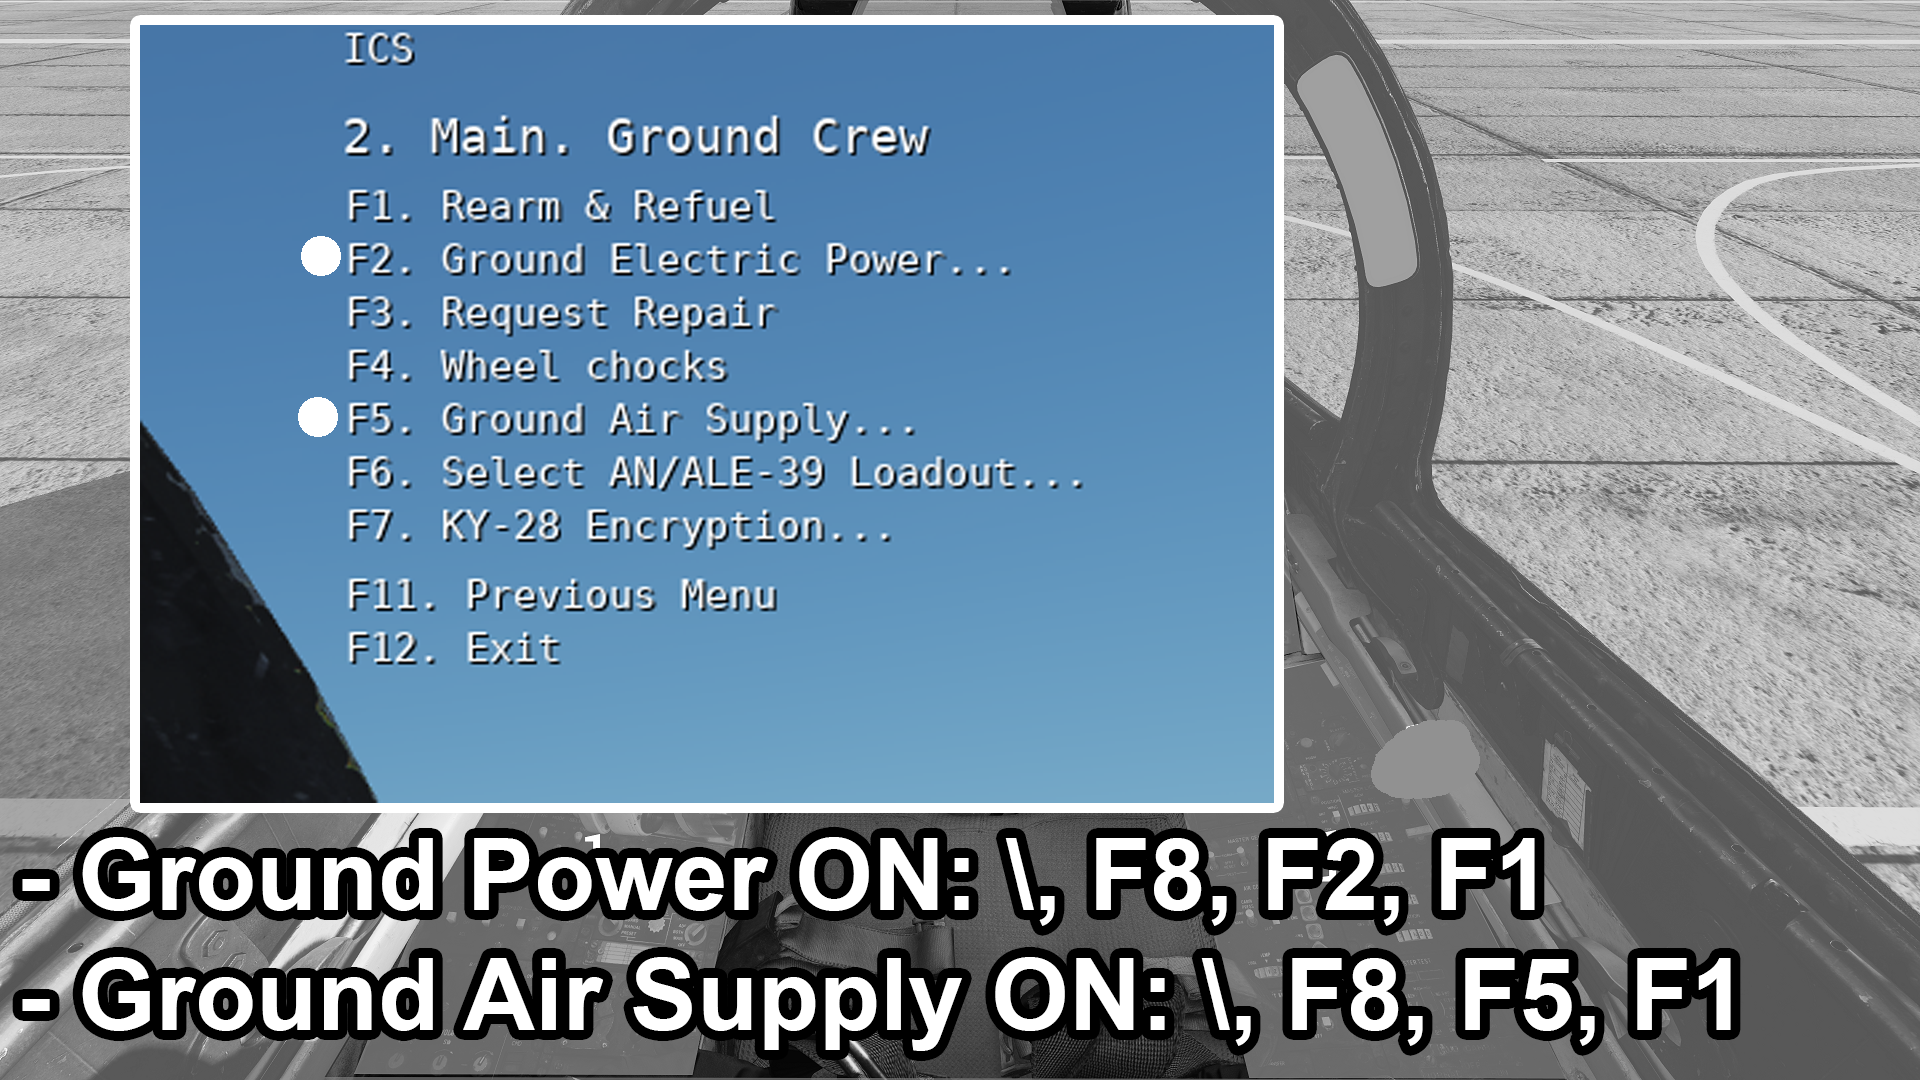 ICS
2. Main. Ground Crew
F1. Rearm & Refuel
F2. Ground Electric Power...
F3. Request Repair
F4. Wheel chocks
F5. Ground Air Supply...
F6. Select AN/ALE-39 Loadout...
F7. KY-28 Encryption...
F11. Previous Menu
F12. Exit
- Ground Power ON: \, F8, F2, F1
- Ground Air Supply ON: \, F8, F5, F1